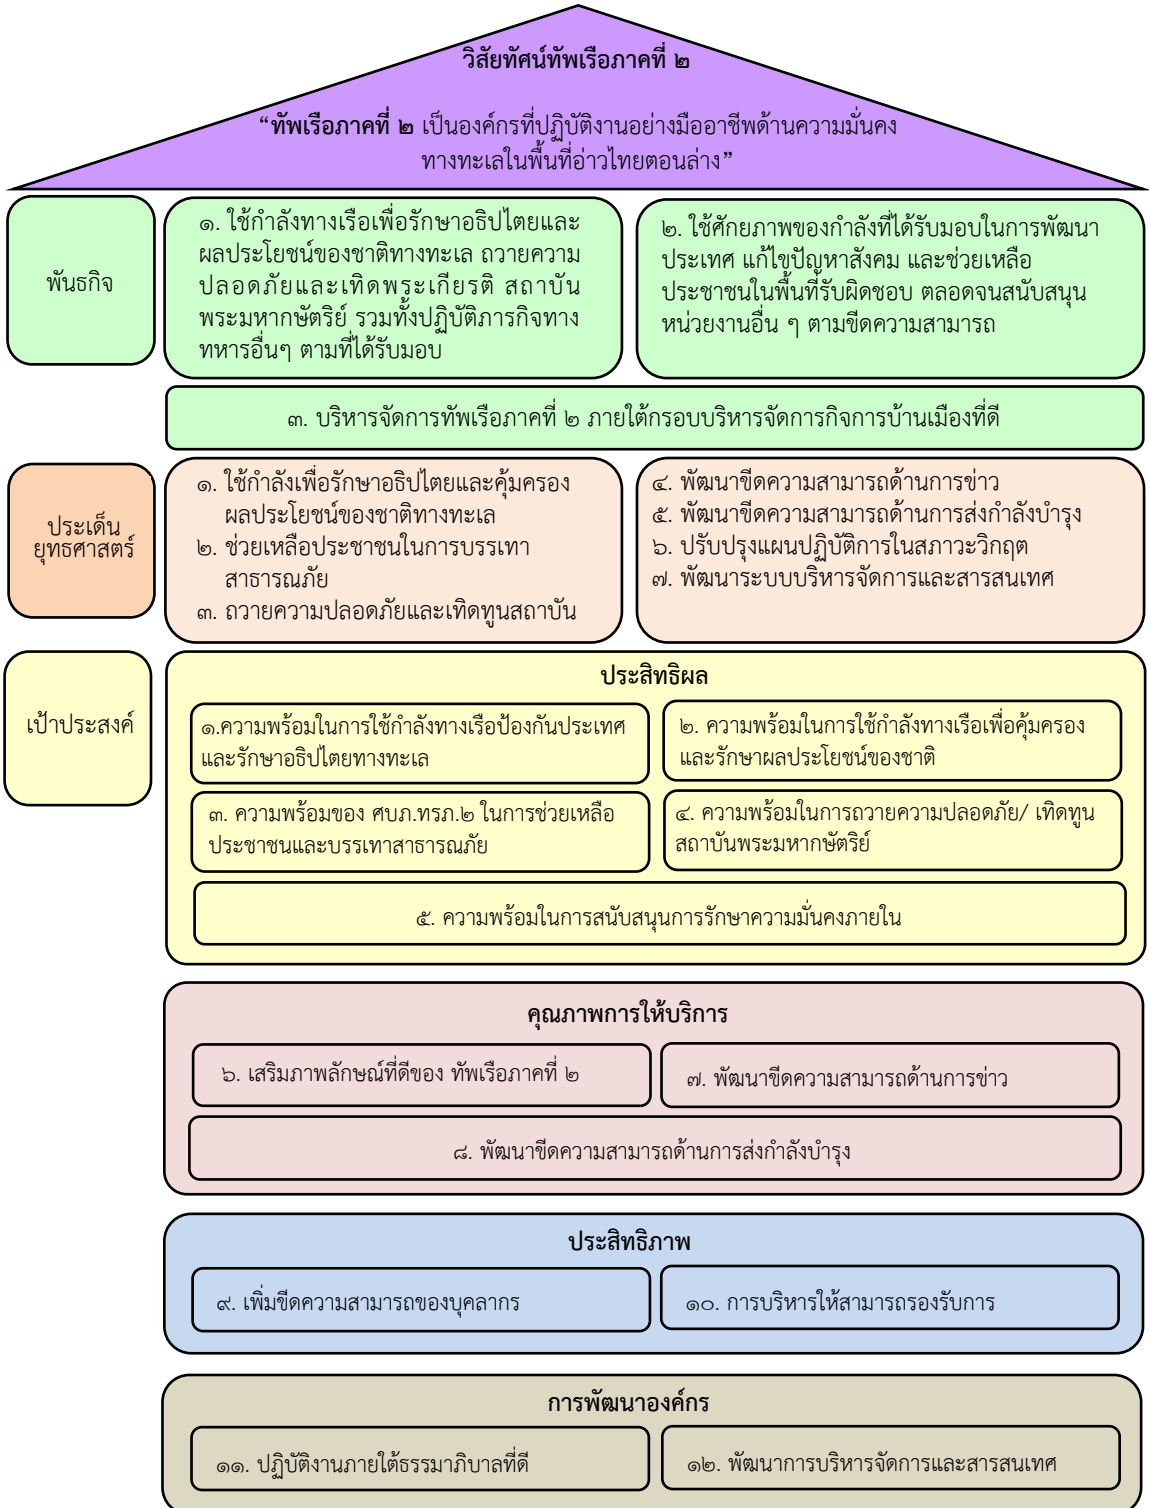 วิสัยทัศน์ทัพเรือภาคที่ ๒
“ทัพเรือภาคที่ ๒ เป็นองค์กรที่ปฏิบัติงานอย่างมืออาชีพด้านความมั่นคง
ทางทะเลในพื้นที่อ่าวไทยตอนล่าง”
พันธกิจ
๑. ใช้กำลังทางเรือเพื่อรักษาอธิปไตยและ
ผลประโยชน์ของชาติทางทะเล ถวายความ
ปลอดภัยและเทิดพระเกียรติ สถาบัน
พระมหากษัตริย์ รวมทั้งปฏิบัติภารกิจทาง
ทหารอื่นๆ ตามที่ได้รับมอบ
๒. ใช้ศักยภาพของกำลังที่ได้รับมอบในการพัฒนา
ประเทศ แก้ไขปัญหาสังคม และช่วยเหลือ
ประชาชนในพื้นที่รับผิดชอบ ตลอดจนสนับสนุน
หน่วยงานอื่น ๆ ตามขีดความสามารถ
๓. บริหารจัดการทัพเรือภาคที่ ๒ ภายใต้กรอบบริหารจัดการกิจการบ้านเมืองที่ดี
ประเด็น
ยุทธศาสตร์
๑. ใช้กำลังเพื่อรักษาอธิปไตยและคุ้มครอง
ผลประโยชน์ของชาติทางทะเล
๒. ช่วยเหลือประชาชนในการบรรเทา
สาธารณภัย
๓. ถวายความปลอดภัยและเทิดทูนสถาบัน
๔. พัฒนาขีดความสามารถด้านการข่าว
๕. พัฒนาขีดความสามารถด้านการส่งกำลังบำรุง
๖. ปรับปรุงแผนปฏิบัติการในสภาวะวิกฤต
๗. พัฒนาระบบบริหารจัดการและสารสนเทศ
เป้าประสงค์
ประสิทธิผล
๑.ความพร้อมในการใช้กำลังทางเรือป้องกันประเทศ
และรักษาอธิปไตยทางทะเล
๒. ความพร้อมในการใช้กำลังทางเรือเพื่อคุ้มครอง
และรักษาผลประโยชน์ของชาติ
๓. ความพร้อมของ ศบภ.ทรภ.๒ ในการช่วยเหลือ
ประชาชนและบรรเทาสาธารณภัย
๔. ความพร้อมในการถวายความปลอดภัย/ เทิดทูน
สถาบันพระมหากษัตริย์
๕. ความพร้อมในการสนับสนุนการรักษาความมั่นคงภายใน
คุณภาพการให้บริการ
๖. เสริมภาพลักษณ์ที่ดีของ ทัพเรือภาคที่ ๒
๗. พัฒนาขีดความสามารถด้านการข่าว
๘. พัฒนาขีดความสามารถด้านการส่งกำลังบำรุง
ประสิทธิภาพ
๙. เพิ่มขีดความสามารถของบุคลากร
๑๐. การบริหารให้สามารถรองรับการ
การพัฒนาองค์กร
๑๑. ปฏิบัติงานภายใต้ธรรมาภิบาลที่ดี
๑๒. พัฒนาการบริหารจัดการและสารสนเทศ